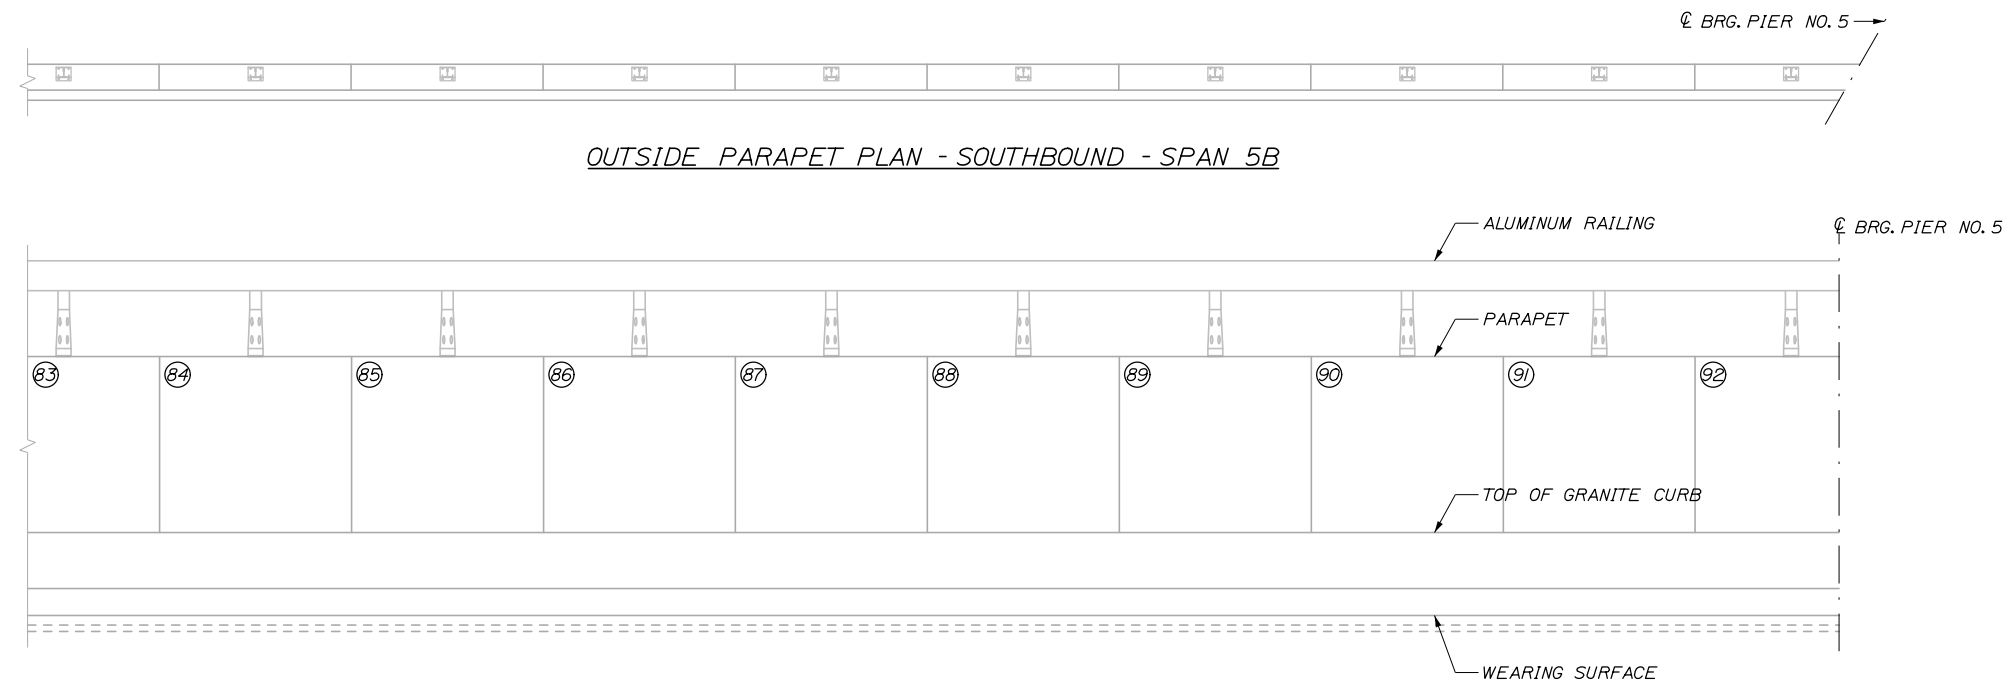 ℄ BRG. PIER NO. 5
OUTSIDE PARAPET PLAN - SOUTHBOUND - SPAN 5B
ALUMINUM RAILING
℄ BRG. PIER NO. 5
PARAPET
83 84 85 86 87 88 89 90 91 92
TOP OF GRANITE CURB
WEARING SURFACE